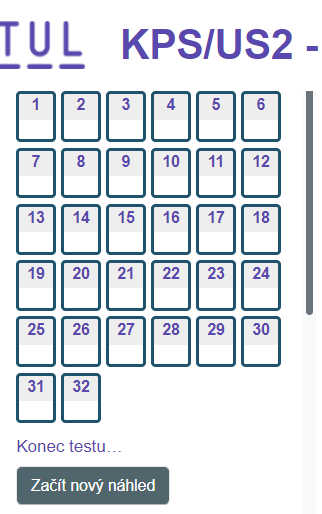 TUL KPS/US2 -
1 2 3 4 5 6
7 8 9 10 11 12
13 14 15 16 17 18
19 20 21 22 23 24
25 26 27 28 29 30
31 32
Konec testu…
Začít nový náhled